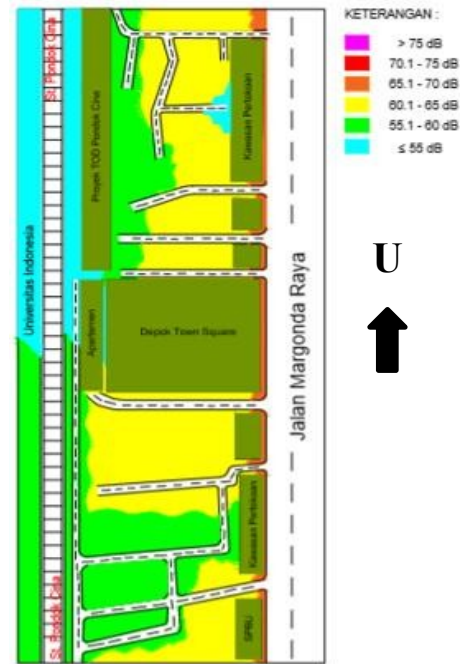 KETERANGAN :
> 75 dB
70.1 - 75 dB
65.1 - 70 dB
60.1 - 65 dB
55.1 - 60 dB
≤ 55 dB
U
St. Pondok Cina
Proyek TOD Pondok Cina
Kawasan Pertokoan
Universitas Indonesia
Apartemen
Depok Town Square
Jalan Margonda Raya
Kawasan Pertokoan
St. Pondok Cina
SPBU